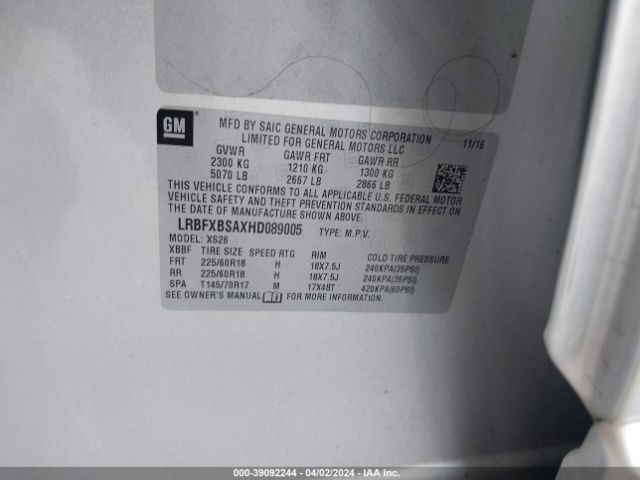 GM
MFD BY SAIC GENERAL MOTORS CORPORATION
LIMITED FOR GENERAL MOTORS LLC
11/16
GVWR GAWR FRT GAWR RR
2300 KG 1210 KG 1300 KG
5070 LB 2667 LB 2866 LB
THIS VEHICLE CONFORMS TO ALL APPLICABLE U.S. FEDERAL MOTOR
VEHICLE SAFETY AND THEFT PREVENTION STANDARDS IN EFFECT ON
THE DATE OF MANUFACTURE SHOWN ABOVE.
LRBFXBSAXHD089005 TYPE: M.P.V.
MODEL: XS26
XBBF TIRE SIZE SPEED RTG RIM COLD TIRE PRESSURE
FRT 225/60R18 H 18X7.5J 240KPA(35PSI)
RR 225/60R18 H 18X7.5J 240KPA(35PSI)
SPA T145/70R17 M 17X4BT 420KPA(60PSI)
SEE OWNER'S MANUAL FOR MORE INFORMATION.
000-39092244 - 04/02/2024 - IAA Inc.